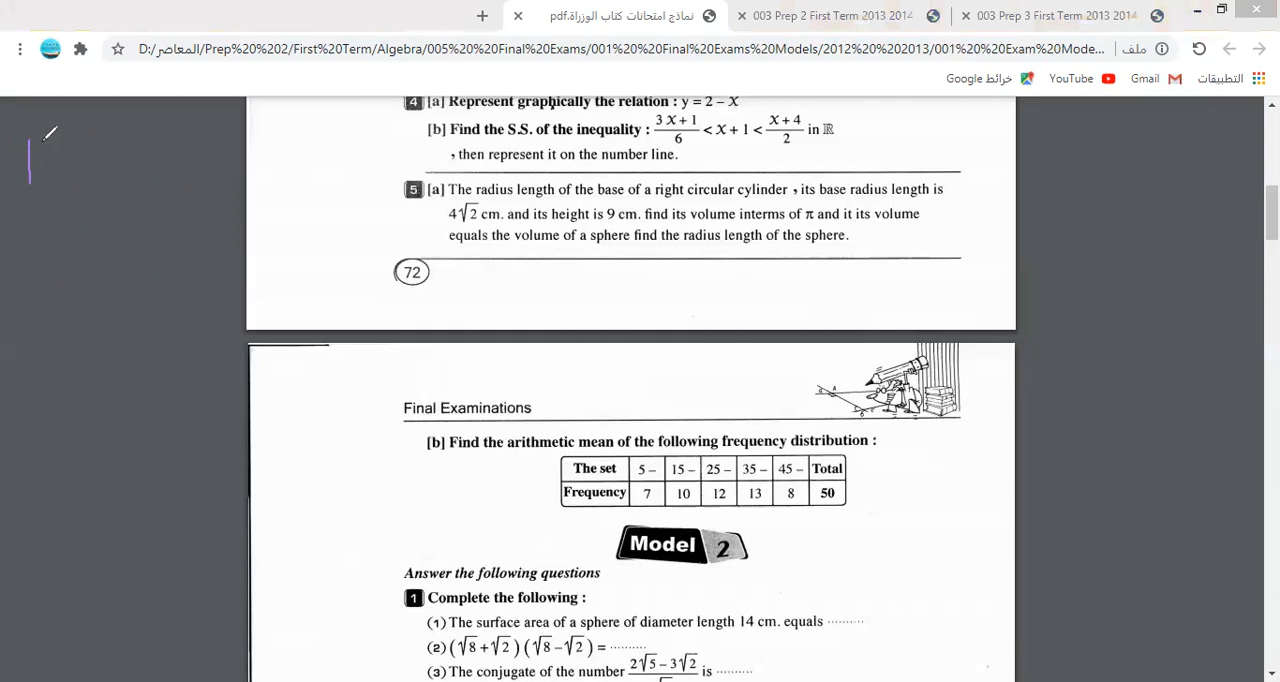 نماذج امتحانات كتاب الوزراة.pdf
003 Prep 2 First Term 2013 2014
003 Prep 3 First Term 2013 2014
D:/المعاصر/Prep%20%202/First%20Term/Algebra/005%20%20Final%20Exams/001%20%20Final%20Exam%20Models/2012%20%202013/001%20%20Exam%20Mode...
ملف
خرائط Google
YouTube
Gmail
التطبيقات
4 [a] Represent graphically the relation : y = 2 – X
[b] Find the S.S. of the inequality : (3 X + 1)/6 < X + 1 < (X + 4)/2 in ℝ
, then represent it on the number line.
5 [a] The radius length of the base of a right circular cylinder , its base radius length is
4√2 cm. and its height is 9 cm. find its volume interms of π and it its volume
equals the volume of a sphere find the radius length of the sphere.
72
Final Examinations
[b] Find the arithmetic mean of the following frequency distribution :
The set 5 – 15 – 25 – 35 – 45 – Total
Frequency 7 10 12 13 8 50
Model 2
Answer the following questions
1 Complete the following :
(1) The surface area of a sphere of diameter length 14 cm. equals ..........
(2) (√8 + √2) (√8 – √2) = ..........
(3) The conjugate of the number 2√5 – 3√2 is ..........